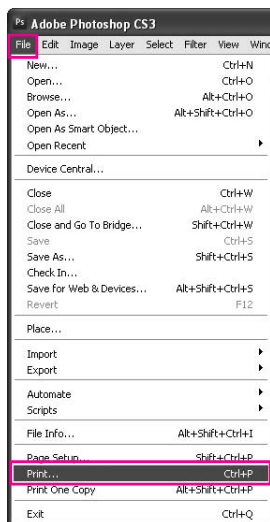 Ps Adobe Photoshop CS3
File Edit Image Layer Select Filter View
New... Ctrl+N
Open... Ctrl+O
Browse... Alt+Ctrl+O
Open As... Alt+Shift+Ctrl+O
Open As Smart Object...
Open Recent
Device Central...
Close Ctrl+W
Close All Alt+Ctrl+W
Close and Go To Bridge... Shift+Ctrl+W
Save Ctrl+S
Save As... Shift+Ctrl+S
Check In...
Save for Web & Devices... Alt+Shift+Ctrl+S
Revert F12
Place...
Import
Export
Automate
Scripts
File Info... Alt+Shift+Ctrl+I
Page Setup... Shift+Ctrl+P
Print... Ctrl+P
Print One Copy Alt+Shift+Ctrl+P
Exit Ctrl+Q